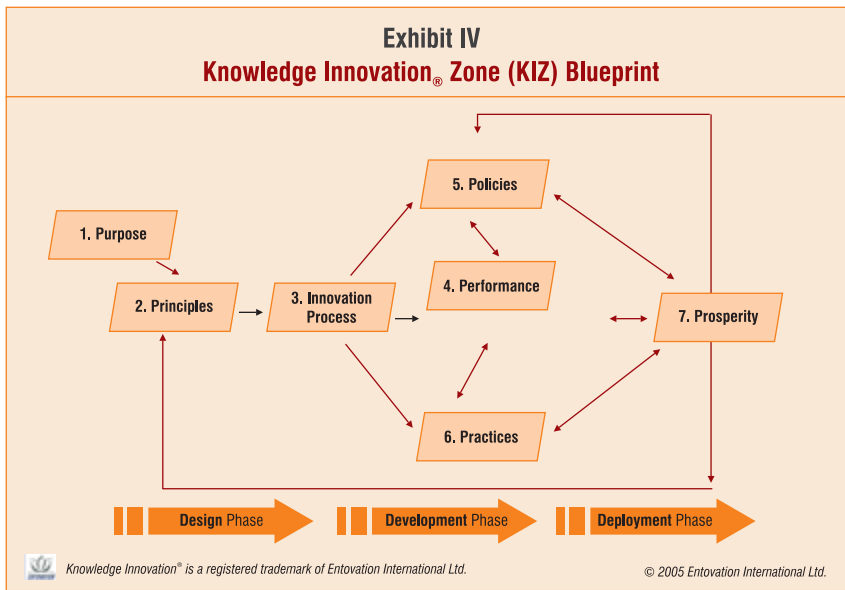 Exhibit IV
Knowledge Innovation® Zone (KIZ) Blueprint
1. Purpose
2. Principles
3. Innovation
Process
4. Performance
5. Policies
6. Practices
7. Prosperity
Design Phase
Development Phase
Deployment Phase
Knowledge Innovation® is a registered trademark of Entovation International Ltd.
© 2005 Entovation International Ltd.